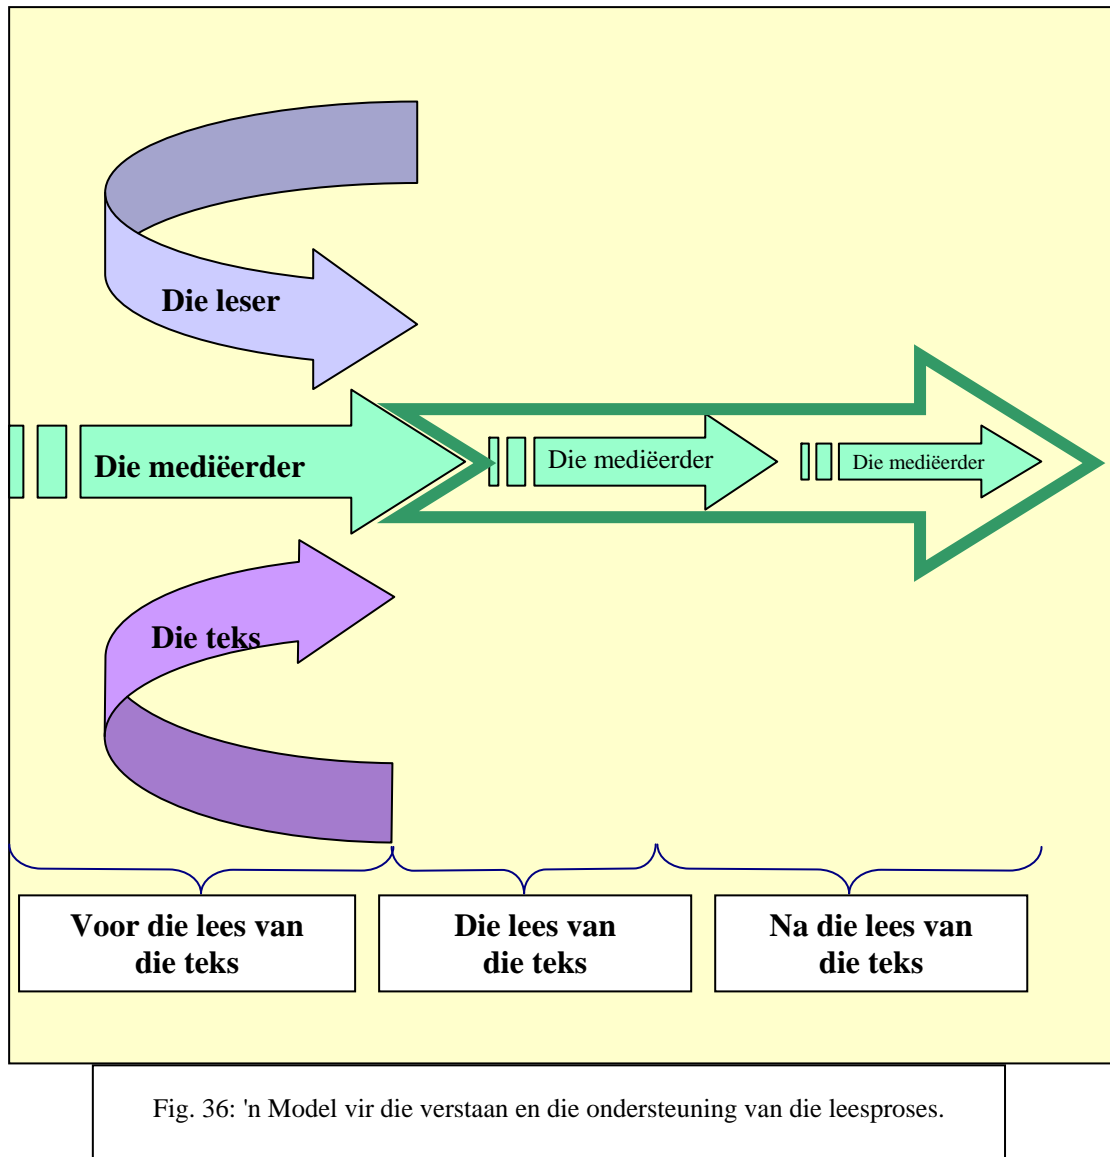 Die leser
Die mediëerder
Die mediëerder
Die mediëerder
Die teks
Voor die lees van
die teks
Die lees van
die teks
Na die lees van
die teks
Fig. 36: 'n Model vir die verstaan en die ondersteuning van die leesproses.